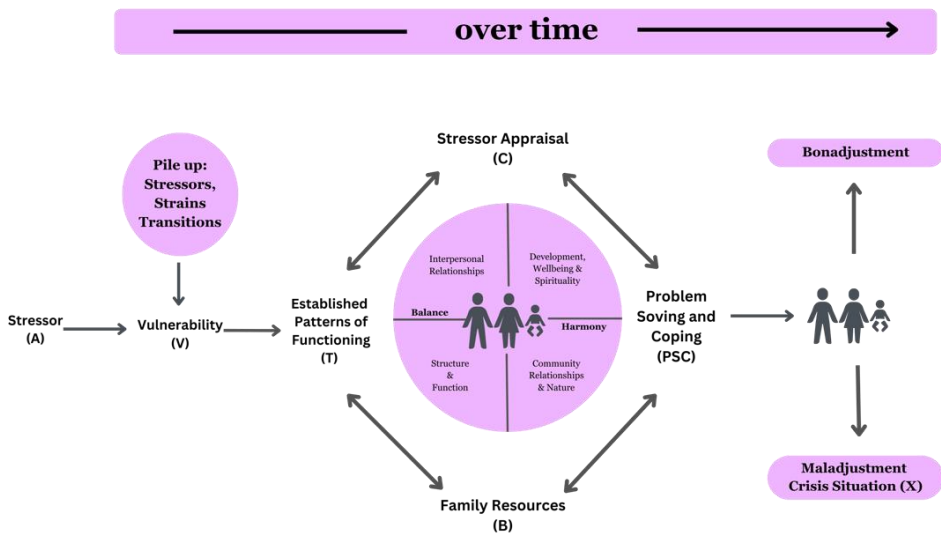 over time
Stressor Appraisal
(C)
Pile up:
Stressors,
Strains
Transitions
Bonadjustment
Interpersonal
Relationships
Development,
Wellbeing &
Spirituality
Stressor
(A)
Vulnerability
(V)
Established
Patterns of
Functioning
(T)
Balance
Harmony
Problem
Soving and
Coping
(PSC)
Structure
&
Function
Community
Relationships
& Nature
Maladjustment
Crisis Situation (X)
Family Resources
(B)